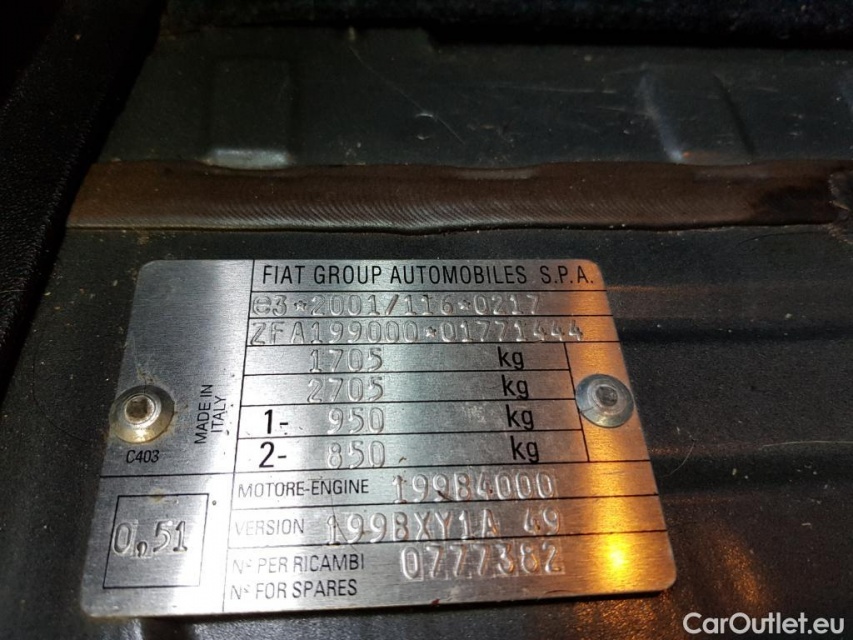 FIAT GROUP AUTOMOBILES S.P.A.
e3*2001/116*0217
ZFA199000*01771444
1705 kg
2705 kg
1- 950 kg
2- 850 kg
MADE IN
ITALY
C403
MOTORE-ENGINE 199B4000
VERSION 199BXY1A 49
0,51
N° PER RICAMBI 0777382
N° FOR SPARES
CarOutlet.eu